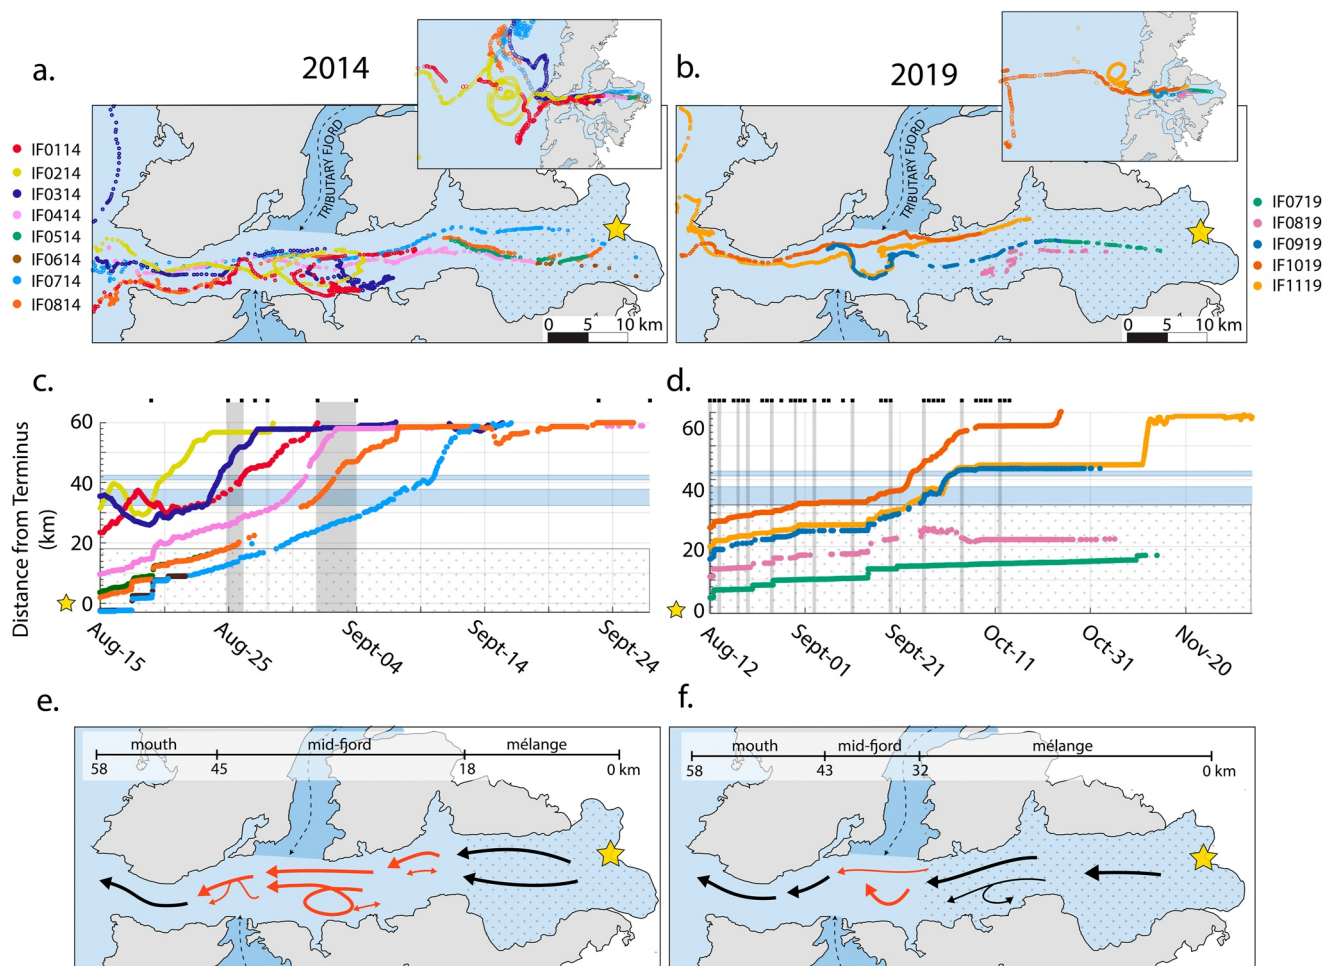 a.
2014
b.
2019
TRIBUTARY FJORD
TRIBUTARY FJORD
IF0114
IF0214
IF0314
IF0414
IF0514
IF0614
IF0714
IF0814
IF0719
IF0819
IF0919
IF1019
IF1119
0 5 10 km
0 5 10 km
c.
d.
Distance from Terminus
(km)
60
40
20
0
60
40
20
0
Aug-15
Aug-25
Sept-04
Sept-14
Sept-24
Aug-12
Sept-01
Sept-21
Oct-11
Oct-31
Nov-20
e.
f.
mouth mid-fjord mélange
58 45 18 0 km
mouth mid-fjord mélange
58 43 32 0 km